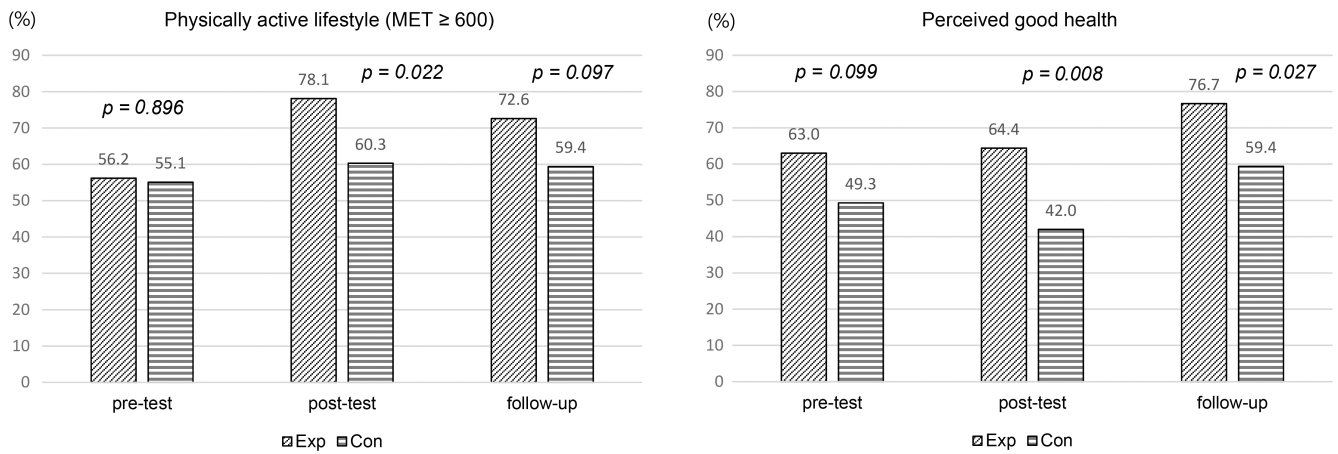 (%) Physically active lifestyle (MET ≥ 600)
90
80
70
60
50
40
30
20
10
0
p = 0.896
p = 0.022
p = 0.097
56.2 55.1
78.1 60.3
72.6 59.4
pre-test post-test follow-up
Exp Con
(%) Perceived good health
90
80
70
60
50
40
30
20
10
0
p = 0.099
p = 0.008
p = 0.027
63.0 49.3
64.4 42.0
76.7 59.4
pre-test post-test follow-up
Exp Con